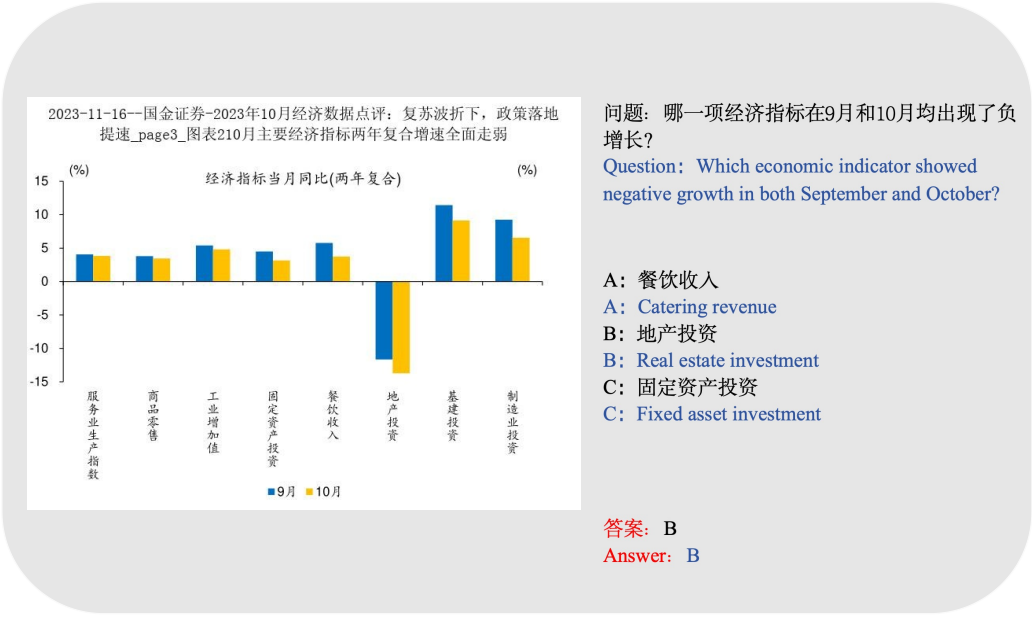 2023-11-16--国金证券-2023年10月经济数据点评：复苏波折下，政策落地
提速_page3_图表210月主要经济指标两年复合增速全面走弱
(%)
经济指标当月同比(两年复合)
(%)
15
10
5
0
-5
-10
-15
服务业生产指数
商品零售
工业增加值
固定资产投资
餐饮收入
地产投资
基建投资
制造业投资
9月
10月
问题：哪一项经济指标在9月和10月均出现了负
增长？
Question：Which economic indicator showed
negative growth in both September and October?
A：餐饮收入
A：Catering revenue
B：地产投资
B：Real estate investment
C：固定资产投资
C：Fixed asset investment
答案：B
Answer：B